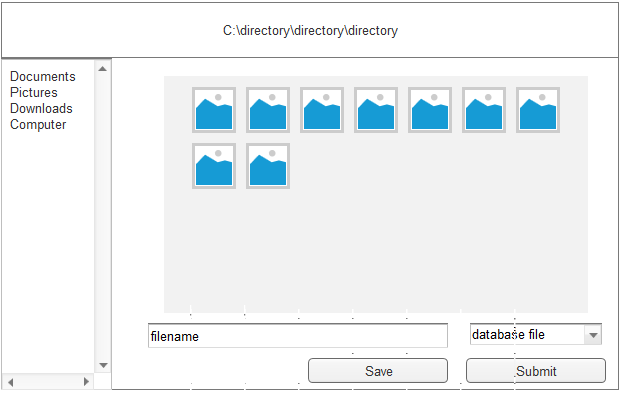 C:\directory\directory\directory
Documents
Pictures
Downloads
Computer
filename
database file
Save
Submit